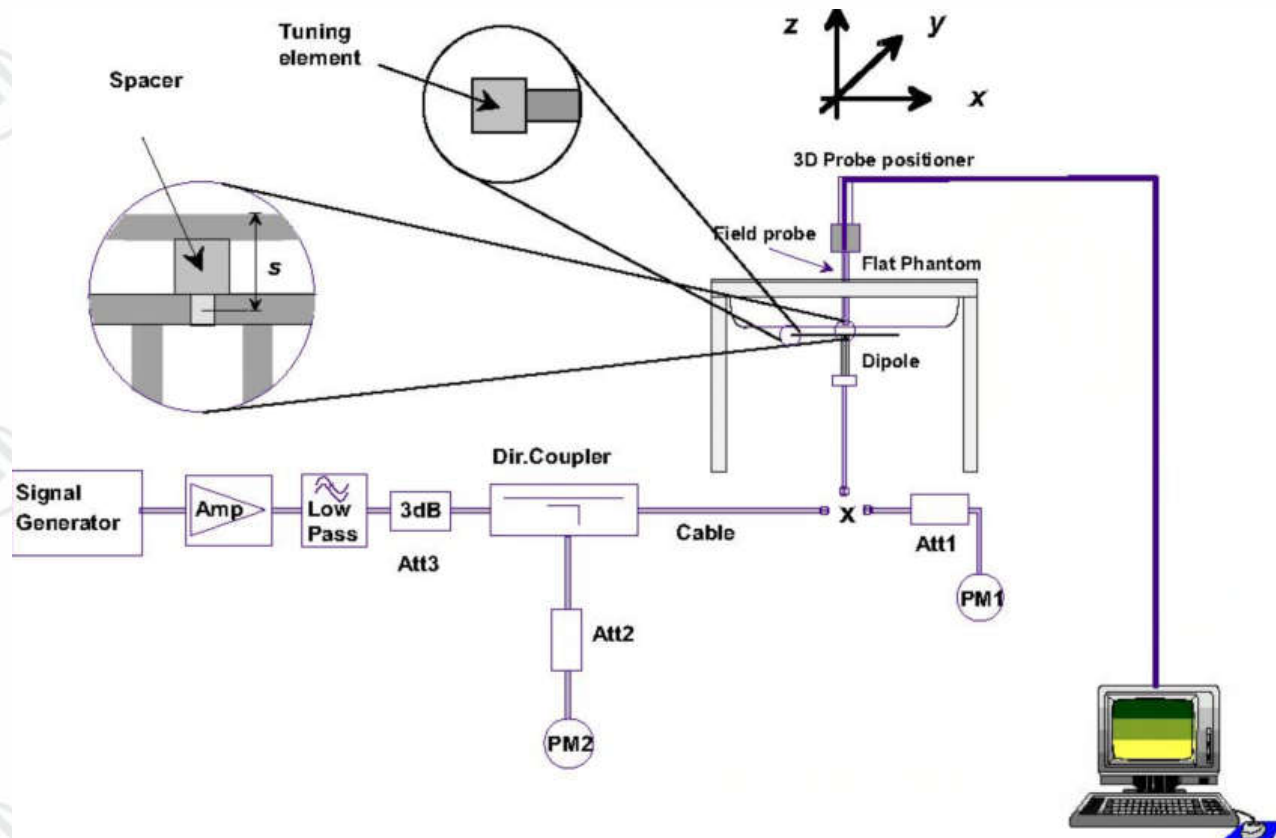 Tuning
element
Spacer
z
y
x
3D Probe positioner
Field probe
Flat Phantom
s
Dipole
Dir.Coupler
Signal
Generator
Amp
Low
Pass
3dB
Att3
Cable
x
Att1
PM1
Att2
PM2